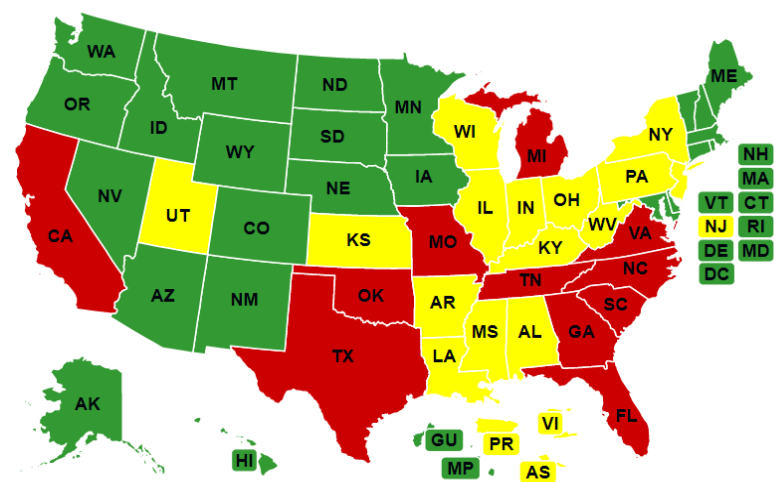 WA
MT
ND
MN
ME
OR
ID
SD
WI
NY
WY
MI
NH
IA
PA
MA
NV
NE
OH
VT
CT
UT
CO
IL
IN
WV
NJ
RI
CA
KS
MO
KY
VA
DE
MD
NC
DC
TN
AZ
NM
OK
AR
SC
MS
AL
GA
TX
LA
AK
FL
VI
HI
GU
PR
MP
AS